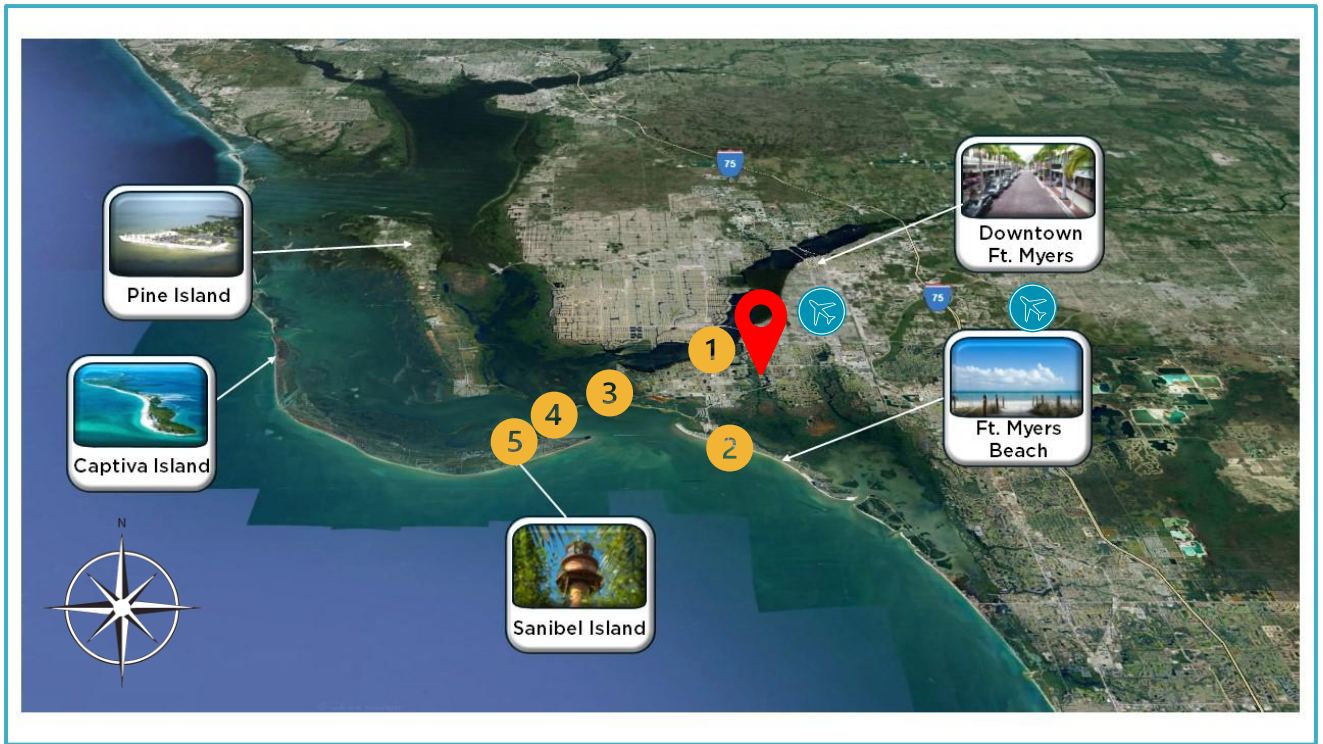 75
Downtown
Ft. Myers
Pine Island
75
1
3
4
5
2
Ft. Myers
Beach
Captiva Island
N
Sanibel Island